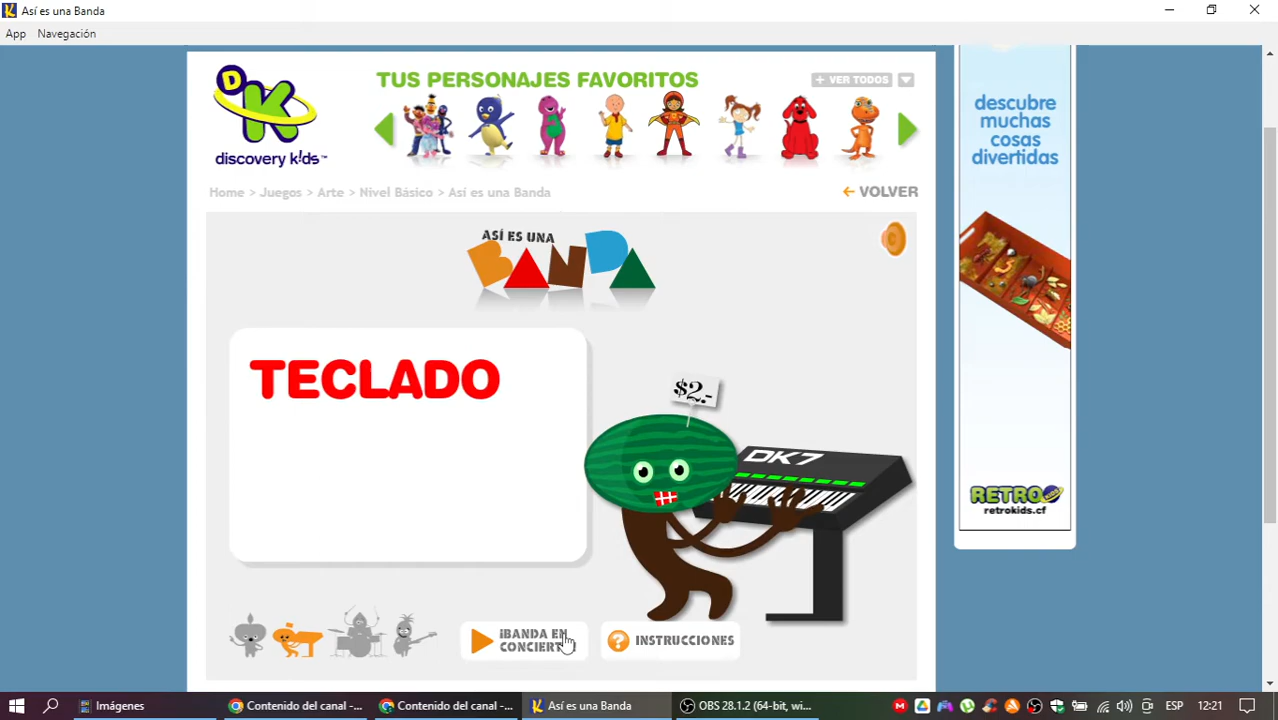 Así es una Banda
App Navegación
DK
discovery kids™
TUS PERSONAJES FAVORITOS
+ VER TODOS
Home > Juegos > Arte > Nivel Básico > Así es una Banda
← VOLVER
ASÍ ES UNA
BANDA
TECLADO
$2.-
DK7
¡BANDA EN
CONCIERTO!
? INSTRUCCIONES
descubre
muchas
cosas
divertidas
RETRO
retrokids.cf
Imágenes
Contenido del canal -...
Contenido del canal -...
Así es una Banda
OBS 28.1.2 (64-bit, wi...
ESP
12:21